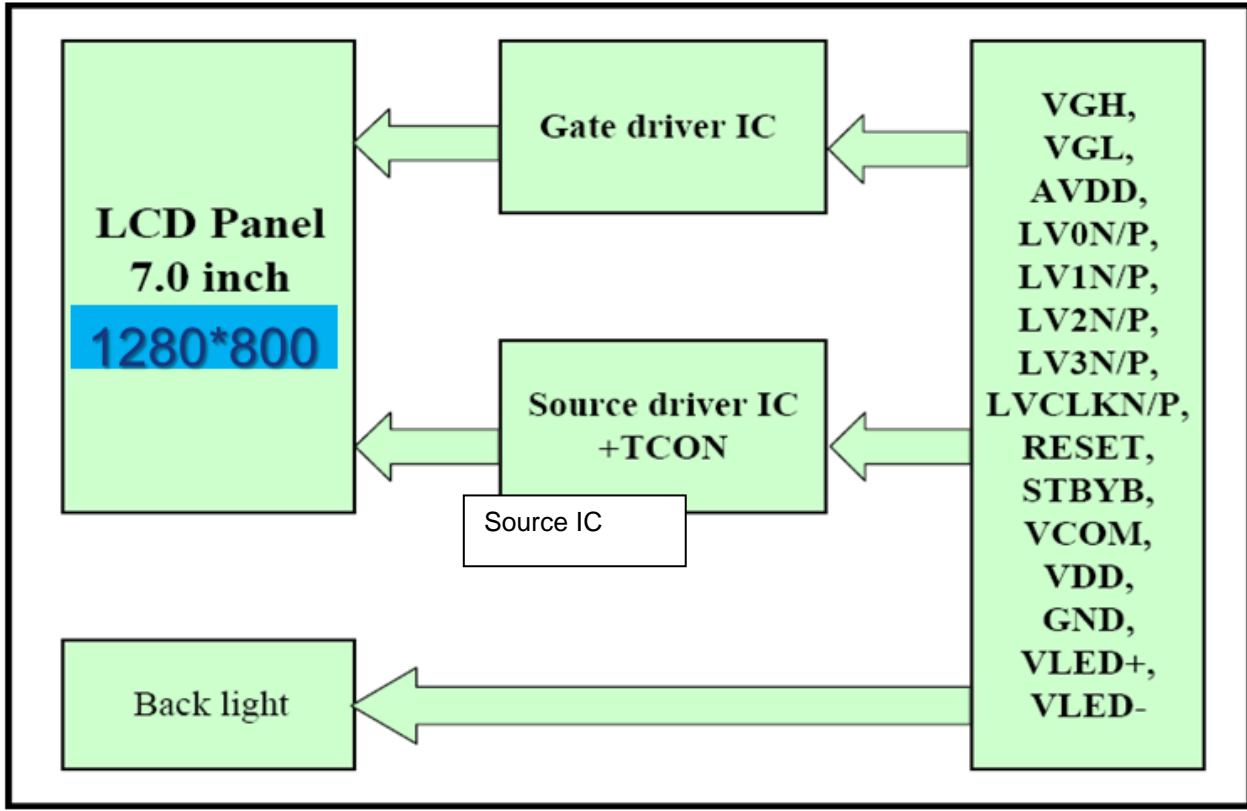 LCD Panel
7.0 inch
1280*800
Gate driver IC
Source driver IC
+TCON
Source IC
Back light
VGH,
VGL,
AVDD,
LV0N/P,
LV1N/P,
LV2N/P,
LV3N/P,
LVCLKN/P,
RESET,
STBYB,
VCOM,
VDD,
GND,
VLED+,
VLED-